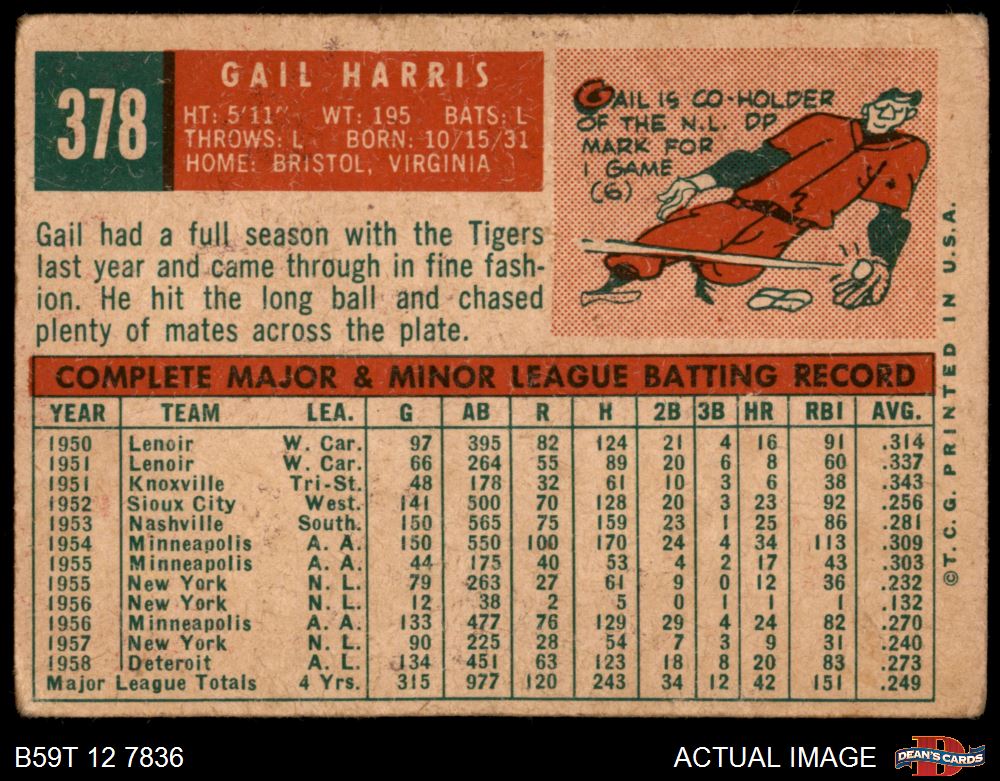 378
GAIL HARRIS
HT: 5'11" WT: 195 BATS: L
THROWS: L BORN: 10/15/31
HOME: BRISTOL, VIRGINIA
GAIL IS CO-HOLDER
OF THE N.L. DP
MARK FOR
1 GAME
(6)
Gail had a full season with the Tigers
last year and came through in fine fash-
ion. He hit the long ball and chased
plenty of mates across the plate.
COMPLETE MAJOR & MINOR LEAGUE BATTING RECORD
YEAR TEAM LEA. G AB R H 2B 3B HR RBI AVG.
1950 Lenoir W. Car. 97 395 82 124 21 4 16 91 .314
1951 Lenoir W. Car. 66 264 55 89 20 6 8 60 .337
1951 Knoxville Tri-St. 48 178 32 61 10 3 6 38 .343
1952 Sioux City West. 141 500 70 128 20 3 23 92 .256
1953 Nashville South. 150 565 75 159 23 1 25 86 .281
1954 Minneapolis A. A. 150 550 100 170 24 4 34 113 .309
1955 Minneapolis A. A. 44 175 40 53 4 2 17 43 .303
1955 New York N. L. 79 263 27 61 9 0 12 36 .232
1956 New York N. L. 12 38 2 5 0 1 1 1 .132
1956 Minneapolis A. A. 133 477 76 129 29 4 24 82 .270
1957 New York N. L. 90 225 28 54 7 3 9 31 .240
1958 Deteroit A. L. 134 451 63 123 18 8 20 83 .273
Major League Totals 4 Yrs. 315 977 120 243 34 12 42 151 .249
©T. C. G. PRINTED IN U.S.A.
B59T 12 7836
ACTUAL IMAGE
D
DEAN'S CARDS